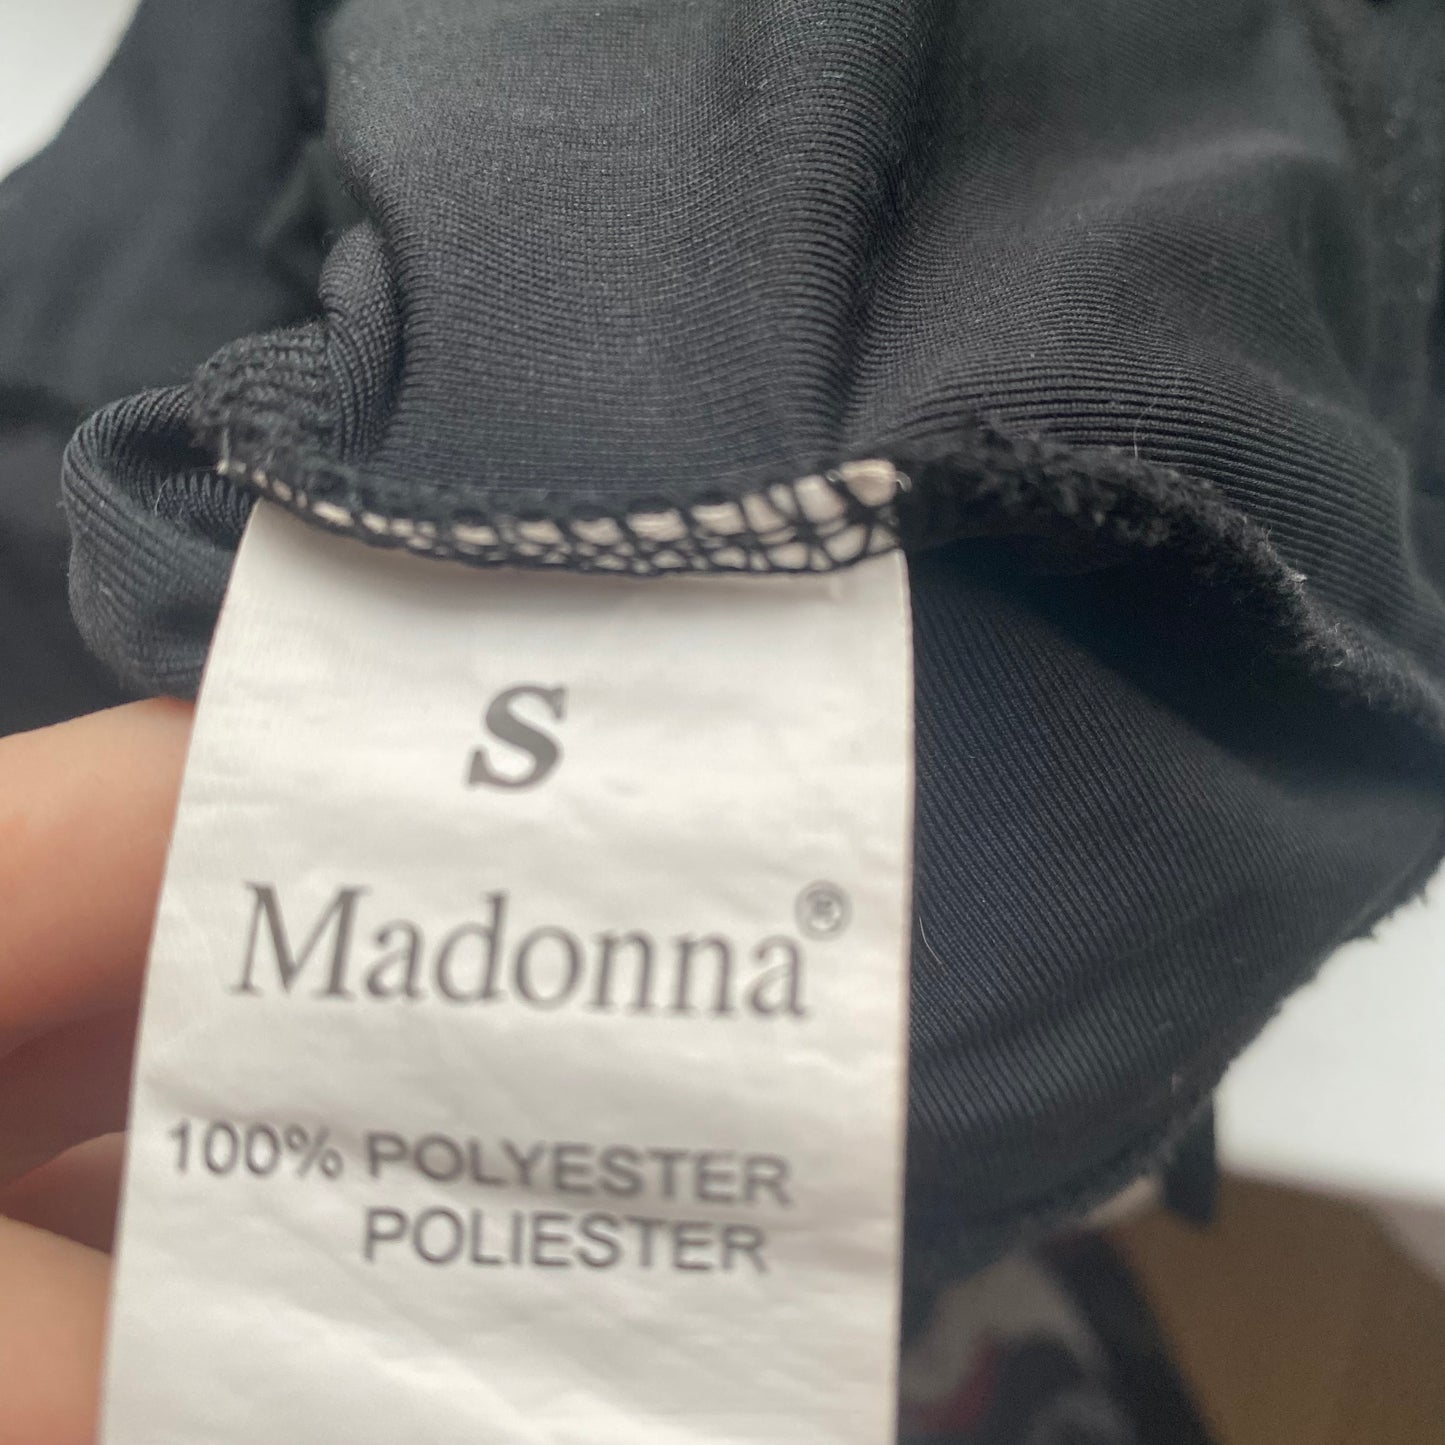 S
Madonna®
100% POLYESTER
POLIESTER